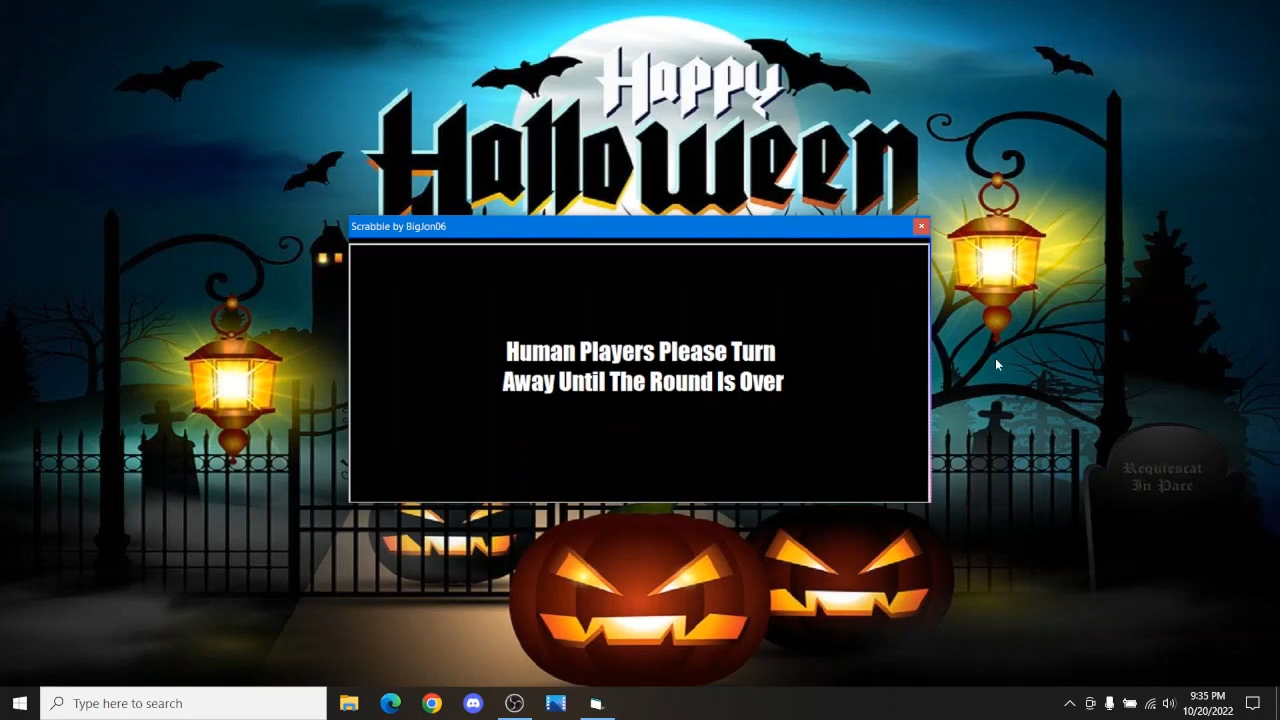 Happy
Halloween
Scrabble by BigJon06
Human Players Please Turn
Away Until The Round Is Over
Requiescat
In Pace
Type here to search
9:35 PM
10/20/2022